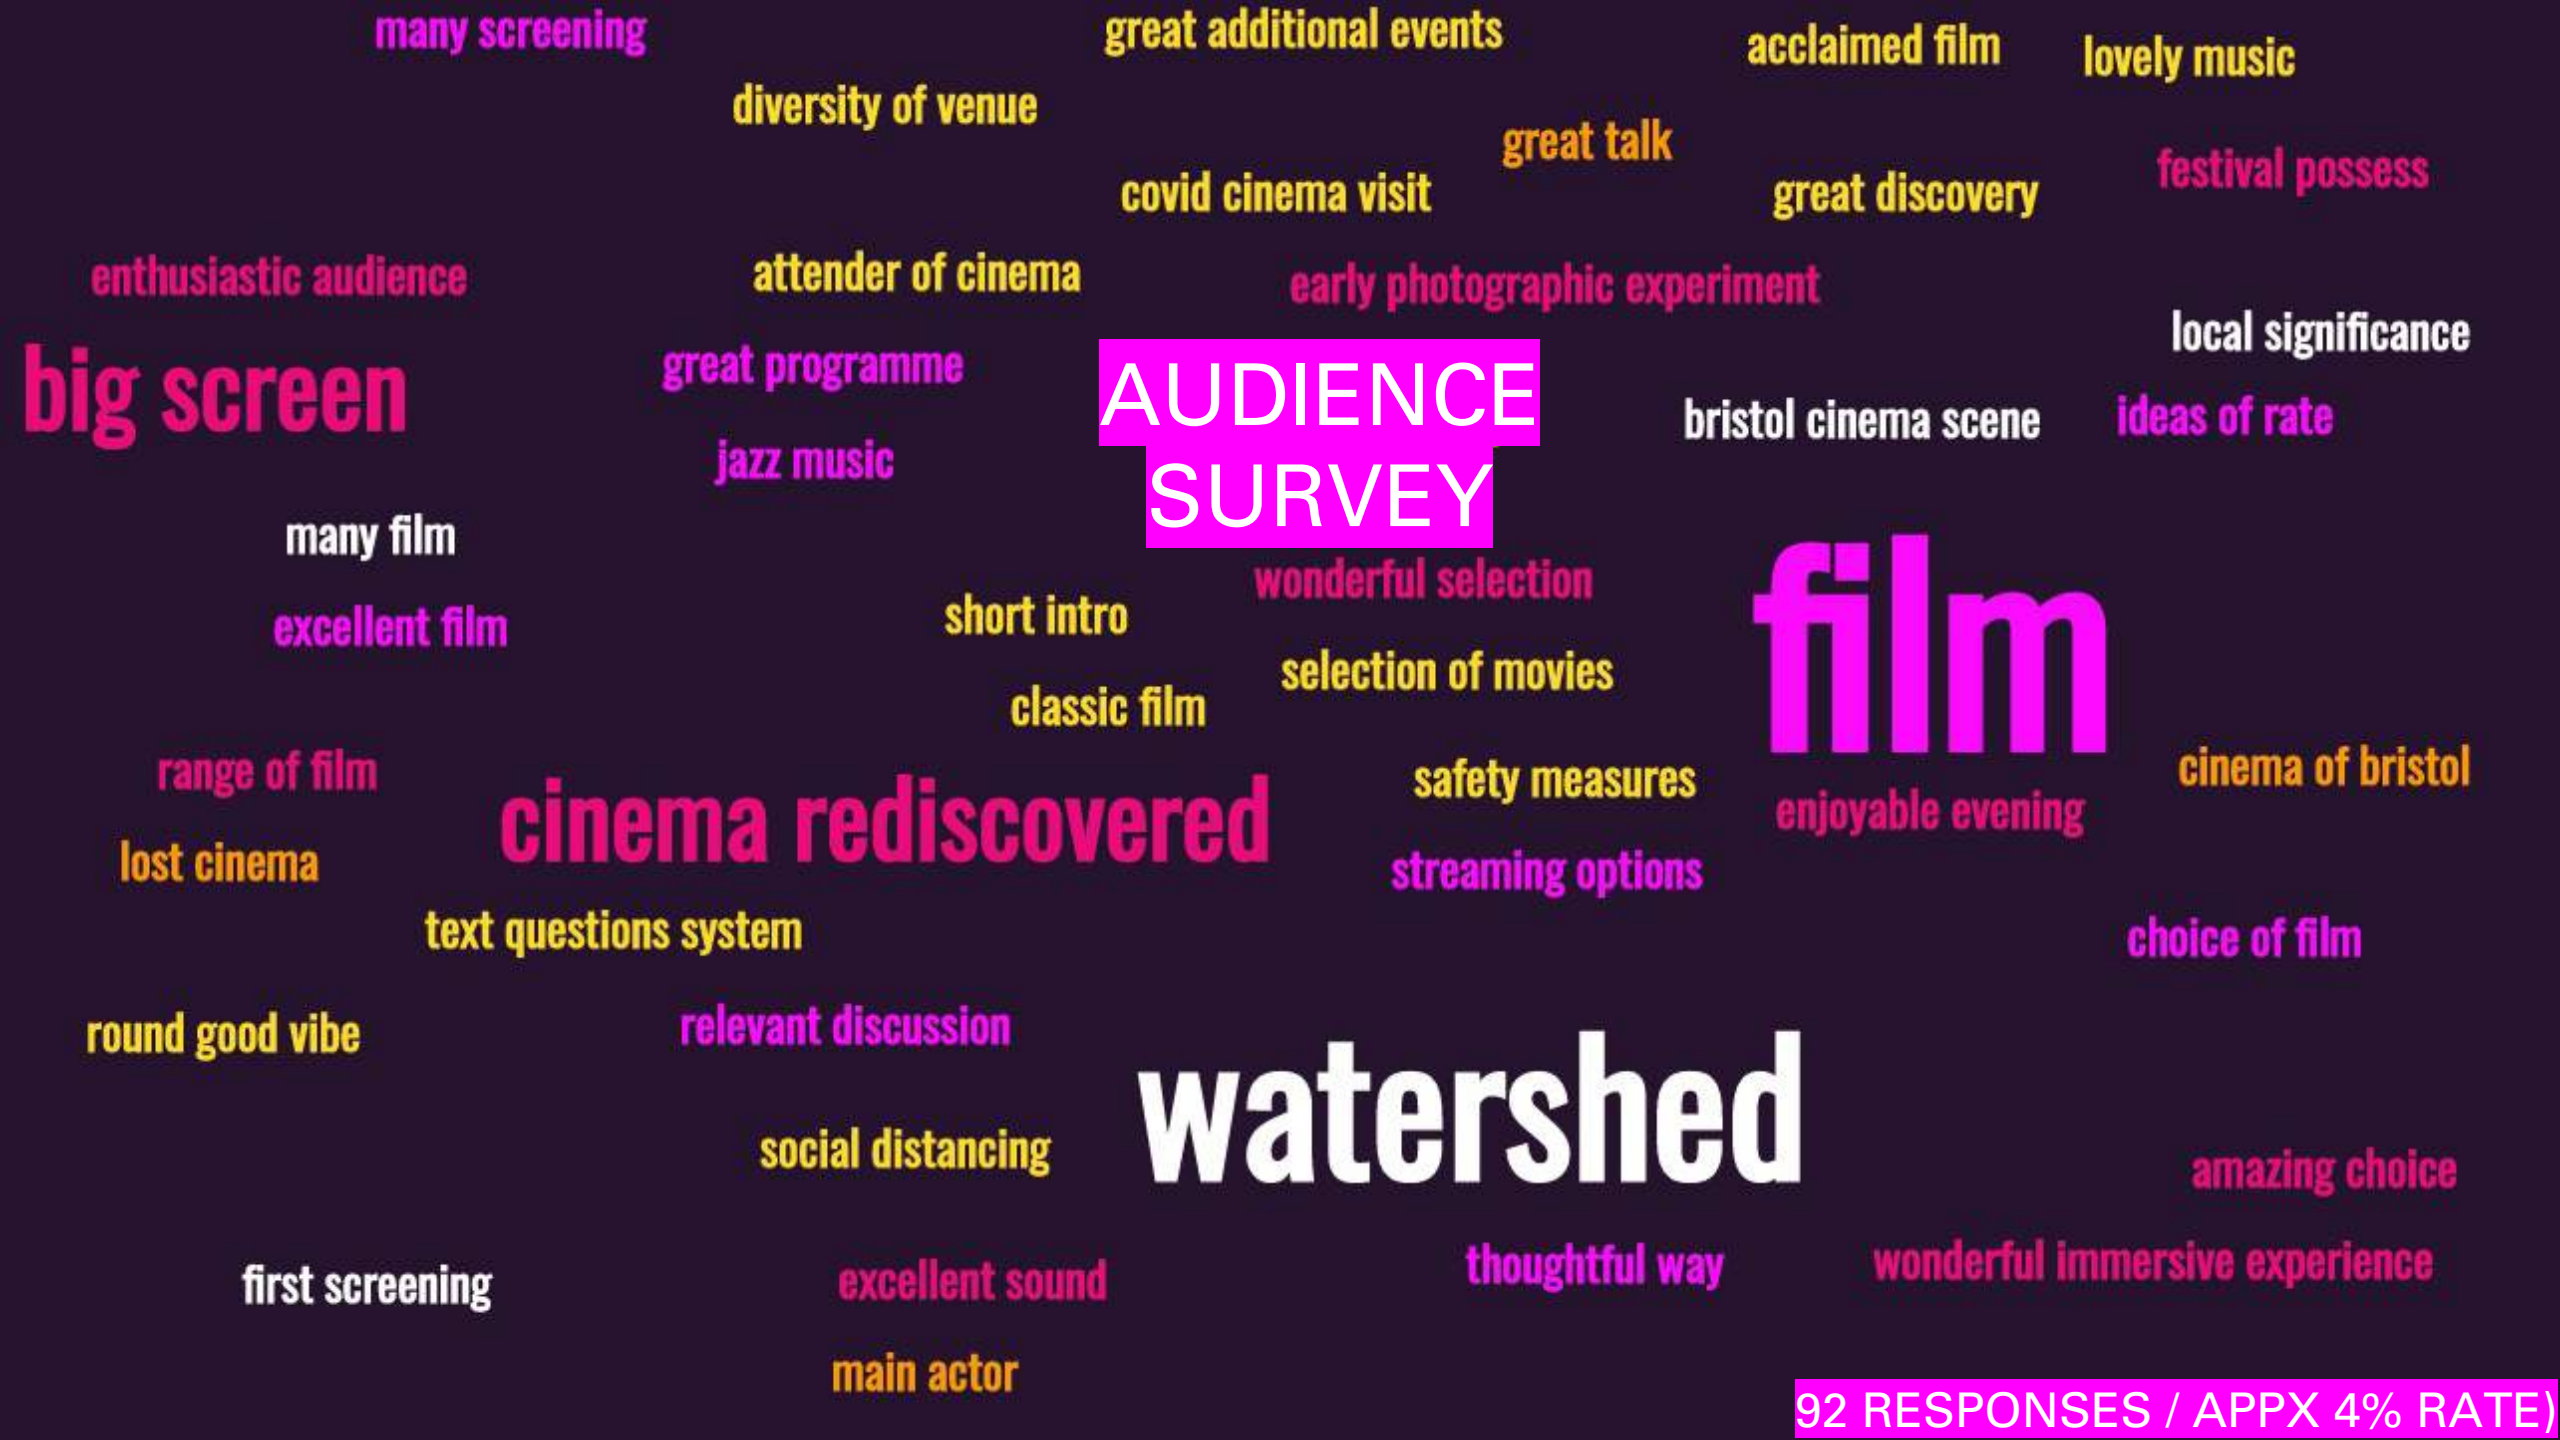 many screening
great additional events
acclaimed film
lovely music
diversity of venue
great talk
festival possess
covid cinema visit
great discovery
enthusiastic audience
attender of cinema
early photographic experiment
local significance
big screen
great programme
AUDIENCE
SURVEY
bristol cinema scene
ideas of rate
jazz music
many film
wonderful selection
film
excellent film
short intro
selection of movies
classic film
range of film
cinema rediscovered
safety measures
cinema of bristol
enjoyable evening
lost cinema
streaming options
text questions system
choice of film
round good vibe
relevant discussion
watershed
social distancing
amazing choice
first screening
excellent sound
thoughtful way
wonderful immersive experience
main actor
92 RESPONSES / APPX 4% RATE)